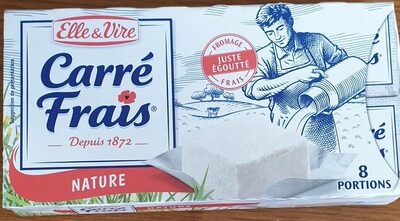 Elle & Vire
Carré
Frais®
Depuis 1872
NATURE
FROMAGE
JUSTE
ÉGOUTTÉ
FRAIS
8
PORTIONS